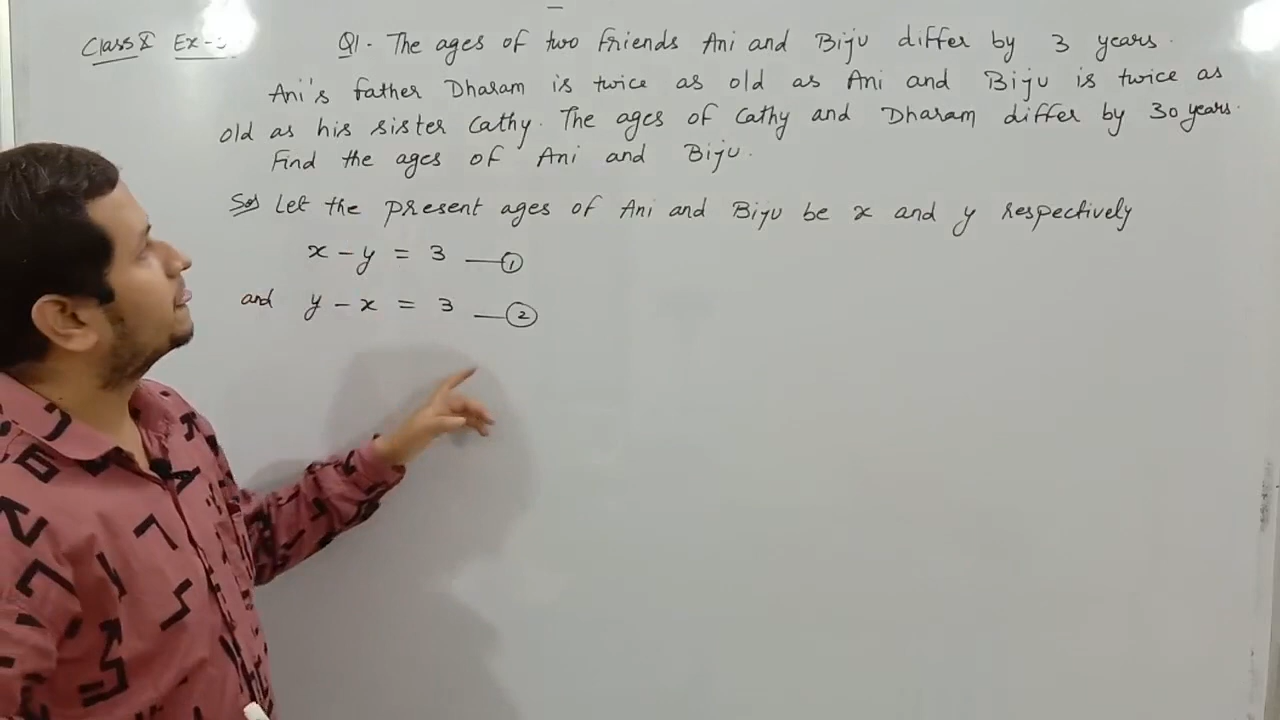 Class X Ex-
Q1. The ages of two friends Ani and Biju differ by 3 years.
Ani's father Dharam is twice as old as Ani and Biju is twice as
old as his sister Cathy. The ages of Cathy and Dharam differ by 30 years.
Find the ages of Ani and Biju.
Sol Let the present ages of Ani and Biju be x and y respectively
x - y = 3 — ①
and y - x = 3 — ②